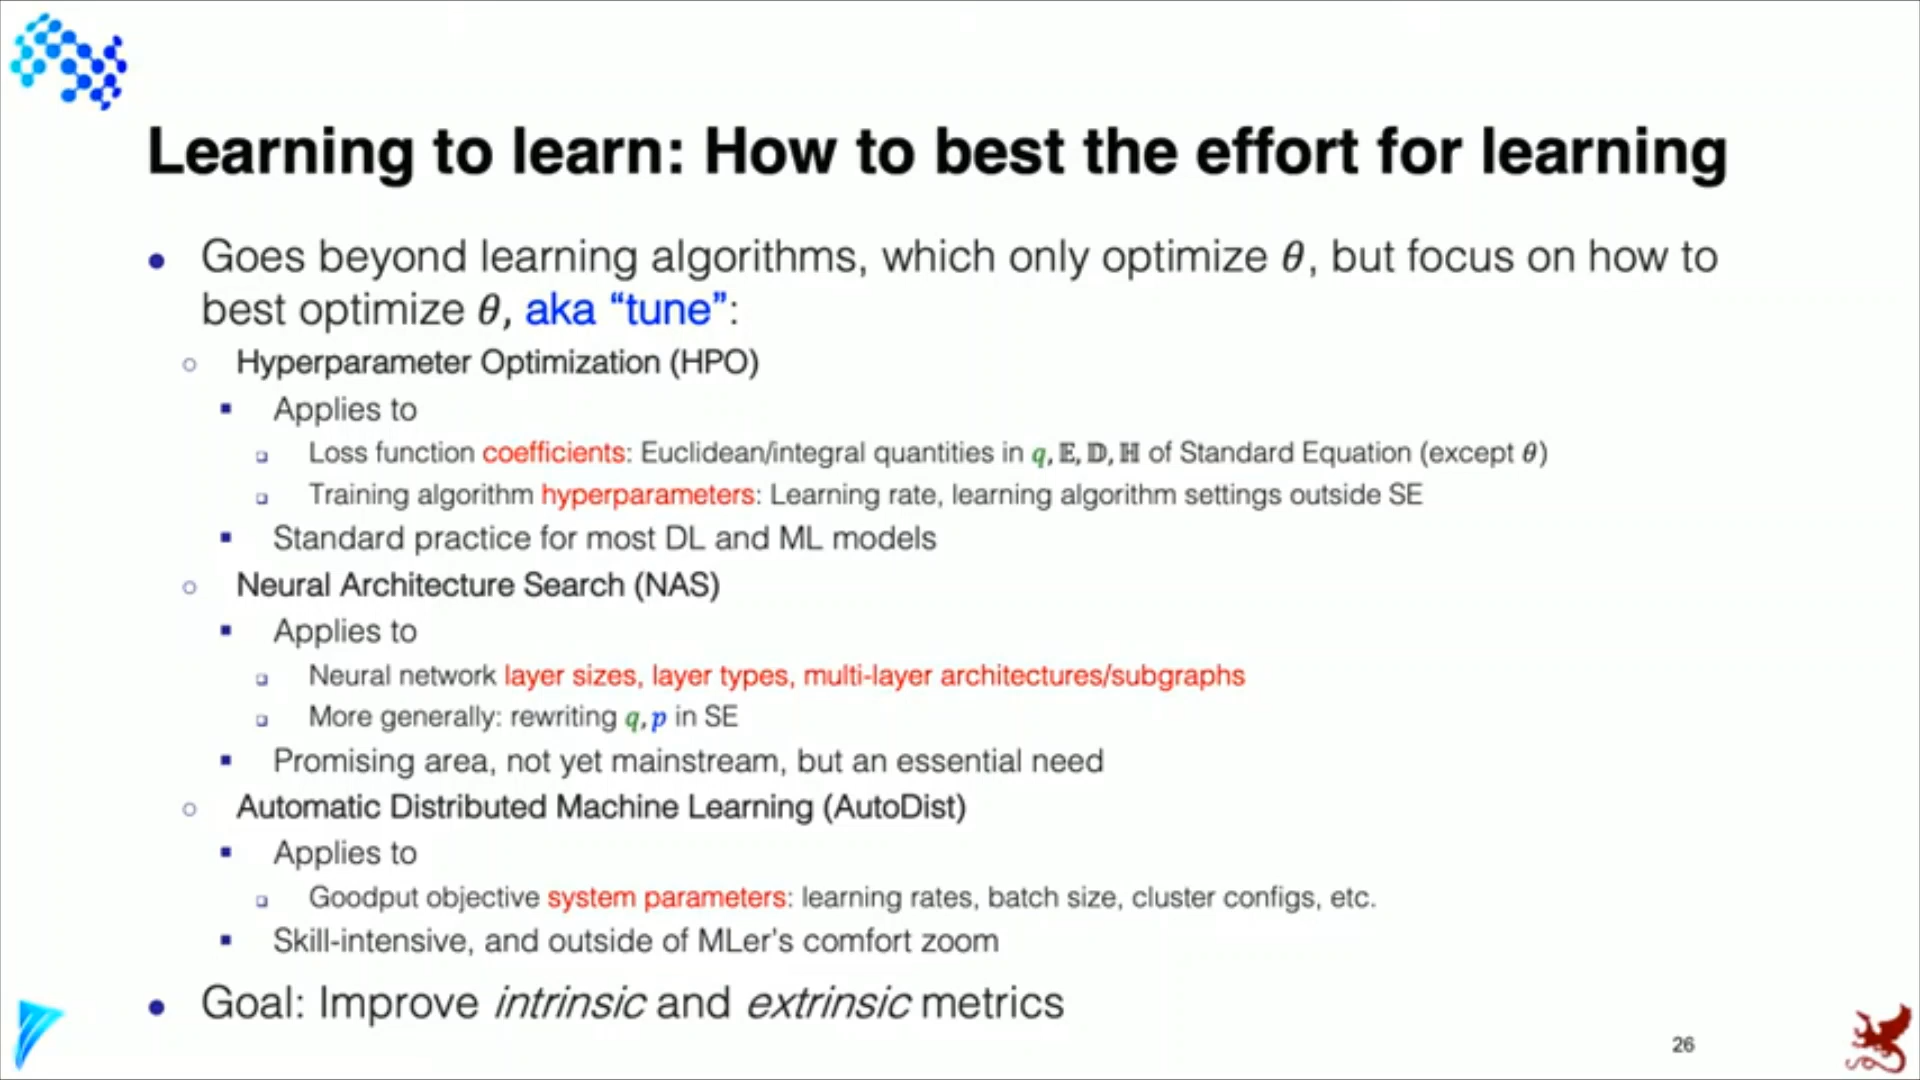 Learning to learn: How to best the effort for learning
• Goes beyond learning algorithms, which only optimize θ, but focus on how to
best optimize θ, aka “tune”:
○ Hyperparameter Optimization (HPO)
▪ Applies to
❑ Loss function coefficients: Euclidean/integral quantities in q, 𝔼, 𝔻, ℍ of Standard Equation (except θ)
❑ Training algorithm hyperparameters: Learning rate, learning algorithm settings outside SE
▪ Standard practice for most DL and ML models
○ Neural Architecture Search (NAS)
▪ Applies to
❑ Neural network layer sizes, layer types, multi-layer architectures/subgraphs
❑ More generally: rewriting q, p in SE
▪ Promising area, not yet mainstream, but an essential need
○ Automatic Distributed Machine Learning (AutoDist)
▪ Applies to
❑ Goodput objective system parameters: learning rates, batch size, cluster configs, etc.
▪ Skill-intensive, and outside of MLer’s comfort zoom
• Goal: Improve intrinsic and extrinsic metrics
26